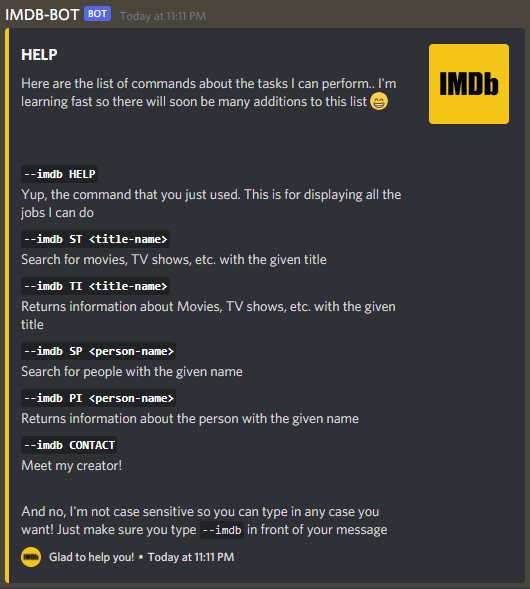 IMDB-BOT BOT Today at 11:11 PM
HELP
IMDb
Here are the list of commands about the tasks I can perform.. I'm
learning fast so there will soon be many additions to this list 😁
--imdb HELP
Yup, the command that you just used. This is for displaying all the
jobs I can do
--imdb ST <title-name>
Search for movies, TV shows, etc. with the given title
--imdb TI <title-name>
Returns information about Movies, TV shows, etc. with the given
title
--imdb SP <person-name>
Search for people with the given name
--imdb PI <person-name>
Returns information about the person with the given name
--imdb CONTACT
Meet my creator!
And no, I'm not case sensitive so you can type in any case you
want! Just make sure you type --imdb in front of your message
IMDb Glad to help you! • Today at 11:11 PM